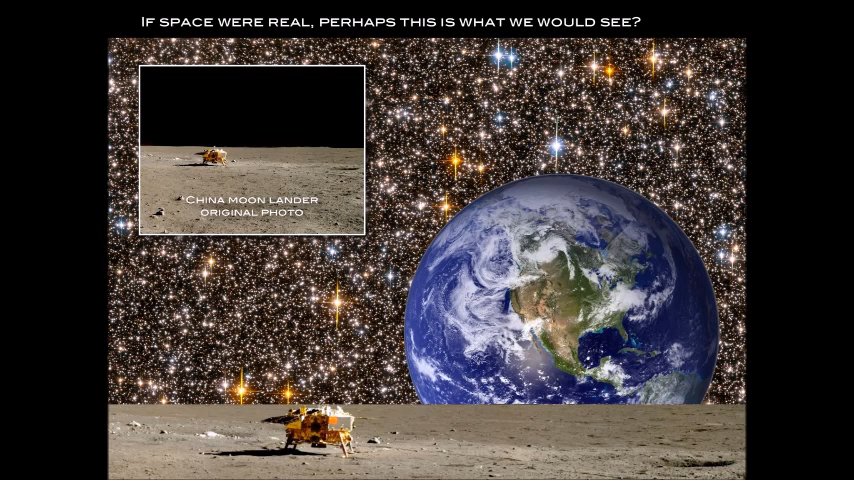 If space were real, perhaps this is what we would see?
*China moon lander
original photo